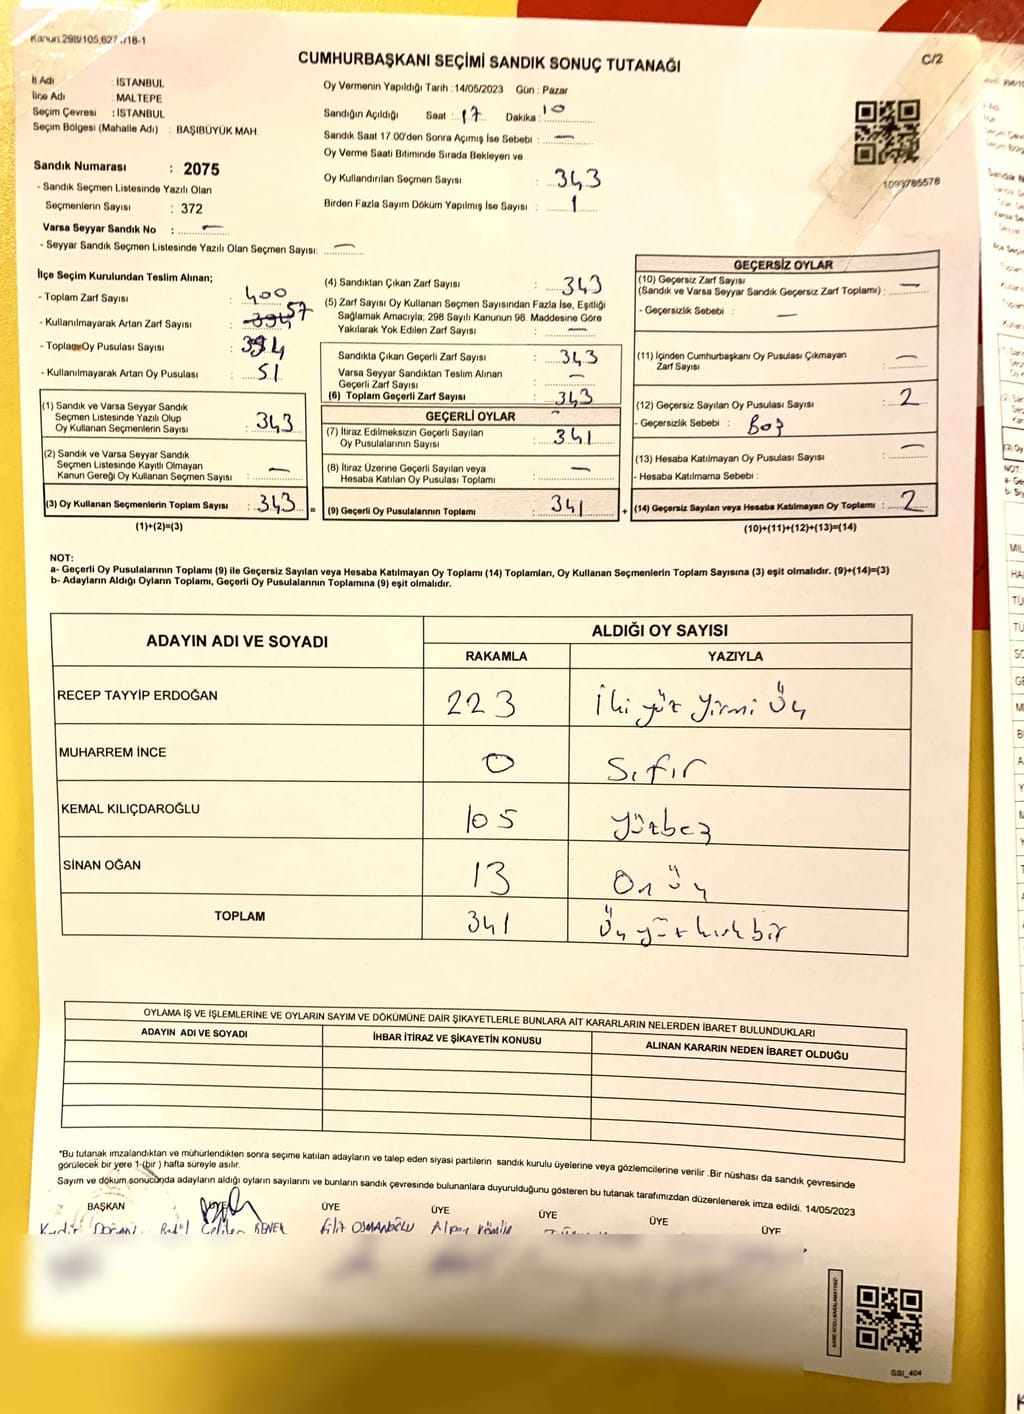 Kanun:298/105,627./18-1
C/2
CUMHURBAŞKANI SEÇİMİ SANDIK SONUÇ TUTANAĞI
İl Adı : İSTANBUL
İlçe Adı : MALTEPE
Seçim Çevresi : İSTANBUL
Seçim Bölgesi (Mahalle Adı) : BAŞIBÜYÜK MAH.
Sandık Numarası : 2075
- Sandık Seçmen Listesinde Yazılı Olan
Seçmenlerin Sayısı : 372
Varsa Seyyar Sandık No : —
- Seyyar Sandık Seçmen Listesinde Yazılı Olan Seçmen Sayısı: —
Oy Vermenin Yapıldığı Tarih : 14/05/2023 Gün : Pazar
Sandığın Açıldığı Saat : 17 Dakika : 10
Sandık Saat 17.00'den Sonra Açılmış İse Sebebi : —
Oy Verme Saati Bitiminde Sırada Bekleyen ve
Oy Kullandırılan Seçmen Sayısı : 343
Birden Fazla Sayım Döküm Yapılmış İse Sayısı : 1
1099785578
İlçe Seçim Kurulundan Teslim Alınan;
- Toplam Zarf Sayısı : 400
- Kullanılmayarak Artan Zarf Sayısı : 57
- Toplam Oy Pusulası Sayısı : 394
- Kullanılmayarak Artan Oy Pusulası : 51
(1) Sandık ve Varsa Seyyar Sandık
Seçmen Listesinde Yazılı Olup
Oy Kullanan Seçmenlerin Sayısı : 343
(2) Sandık ve Varsa Seyyar Sandık
Seçmen Listesinde Kayıtlı Olmayan
Kanun Gereği Oy Kullanan Seçmen Sayısı : —
(3) Oy Kullanan Seçmenlerin Toplam Sayısı : 343 =
(1)+(2)=(3)
(4) Sandıktan Çıkan Zarf Sayısı : 343
(5) Zarf Sayısı Oy Kullanan Seçmen Sayısından Fazla İse, Eşitliği
Sağlamak Amacıyla; 298 Sayılı Kanunun 98. Maddesine Göre
Yakılarak Yok Edilen Zarf Sayısı : —
Sandıkta Çıkan Geçerli Zarf Sayısı : 343
Varsa Seyyar Sandıktan Teslim Alınan
Geçerli Zarf Sayısı : —
(6) Toplam Geçerli Zarf Sayısı : 343
GEÇERLİ OYLAR
(7) İtiraz Edilmeksizin Geçerli Sayılan
Oy Pusulalarının Sayısı : 341
(8) İtiraz Üzerine Geçerli Sayılan veya
Hesaba Katılan Oy Pusulası Toplamı : —
(9) Geçerli Oy Pusulalarının Toplamı : 341 +
GEÇERSİZ OYLAR
(10) Geçersiz Zarf Sayısı
(Sandık ve Varsa Seyyar Sandık Geçersiz Zarf Toplamı) : —
- Geçersizlik Sebebi : —
(11) İçinden Cumhurbaşkanı Oy Pusulası Çıkmayan
Zarf Sayısı : —
(12) Geçersiz Sayılan Oy Pusulası Sayısı : 2
- Geçersizlik Sebebi : Boş
(13) Hesaba Katılmayan Oy Pusulası Sayısı : —
- Hesaba Katılmama Sebebi :
(14) Geçersiz Sayılan veya Hesaba Katılmayan Oy Toplamı : 2
(10)+(11)+(12)+(13)=(14)
NOT:
a- Geçerli Oy Pusulalarının Toplamı (9) ile Geçersiz Sayılan veya Hesaba Katılmayan Oy Toplamı (14) Toplamları, Oy Kullanan Seçmenlerin Toplam Sayısına (3) eşit olmalıdır. (9)+(14)=(3)
b- Adayların Aldığı Oyların Toplamı, Geçerli Oy Pusulalarının Toplamına (9) eşit olmalıdır.
ADAYIN ADI VE SOYADI ALDIĞI OY SAYISI
RAKAMLA YAZIYLA
RECEP TAYYİP ERDOĞAN 223 İki yüz yirmi üç
MUHARREM İNCE 0 Sıfır
KEMAL KILIÇDAROĞLU 105 Yüzbeş
SİNAN OĞAN 13 On üç
TOPLAM 341 Üç yüz kırk bir
OYLAMA İŞ VE İŞLEMLERİNE VE OYLARIN SAYIM VE DÖKÜMÜNE DAİR ŞİKAYETLERLE BUNLARA AİT KARARLARIN NELERDEN İBARET BULUNDUKLARI
ADAYIN ADI VE SOYADI İHBAR İTİRAZ VE ŞİKAYETİN KONUSU ALINAN KARARIN NEDEN İBARET OLDUĞU
*Bu tutanak imzalandıktan ve mühürlendikten sonra seçime katılan adayların ve talep eden siyasi partilerin sandık kurulu üyelerine veya gözlemcilerine verilir .Bir nüshası da sandık çevresinde
görülecek bir yere 1-(bir ) hafta süreyle asılır.
Sayım ve döküm sonucunda adayların aldığı oyların sayılarını ve bunların sandık çevresinde bulunanlara duyurulduğunu gösteren bu tutanak tarafımızdan düzenlenerek imza edildi. 14/05/2023
BAŞKAN ÜYE ÜYE ÜYE ÜYE ÜYE
OSMANOĞLU
SSI_404